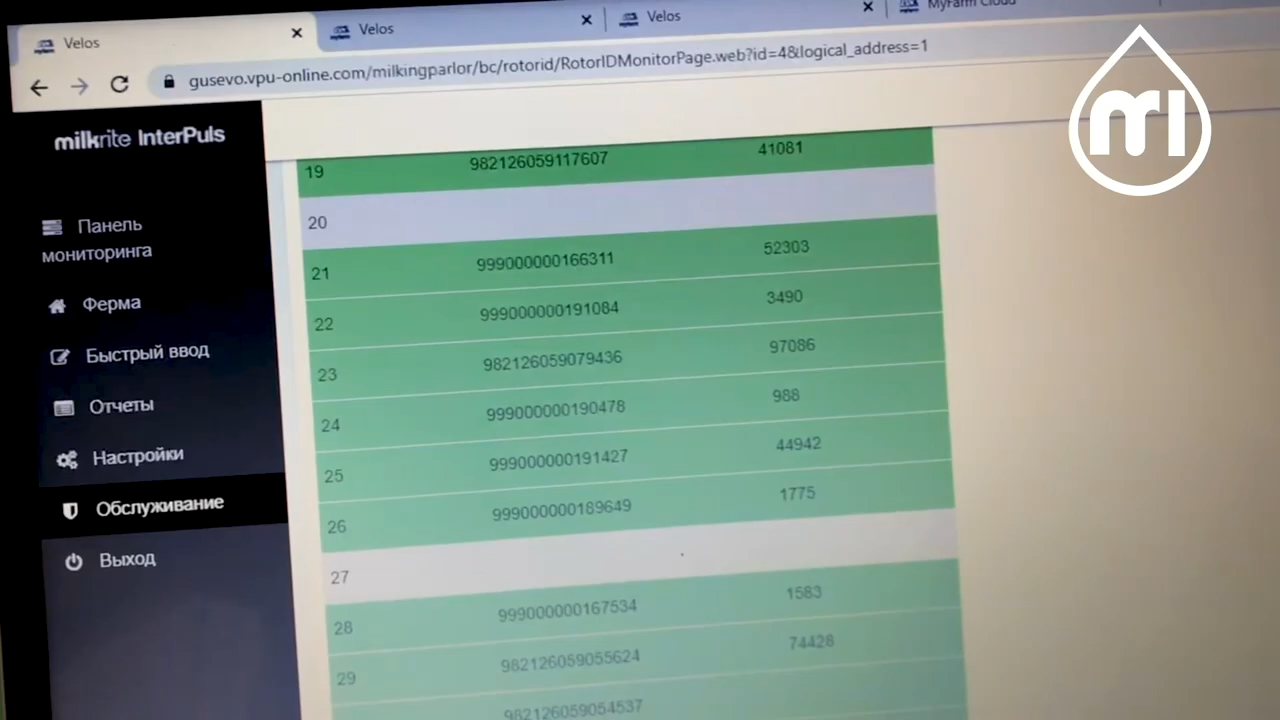 Velos
Velos
Velos
MyFarm Cloud
gusevo.vpu-online.com/milkingparlor/bc/rotorid/RotorIDMonitorPage.web?id=4&logical_address=1
mi
milkrite InterPuls
Панель
мониторинга
Ферма
Быстрый ввод
Отчеты
Настройки
Обслуживание
Выход
19 982126059117607 41081
20
21 999000000166311 52303
22 999000000191084 3490
23 982126059079436 97086
24 999000000190478 988
25 999000000191427 44942
26 999000000189649 1775
27
28 999000000167534 1583
29 982126059055624 74428
982126059054537